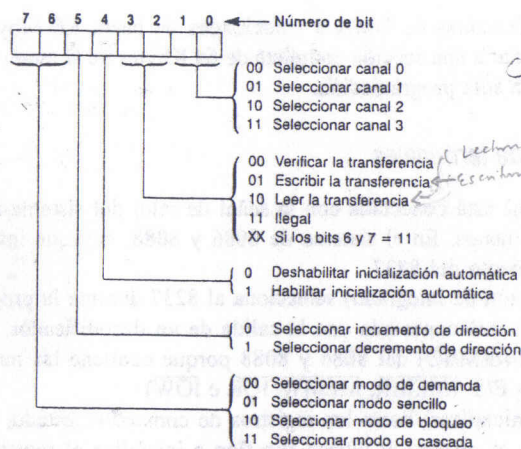 7 6 5 4 3 2 1 0 Número de bit
00 Seleccionar canal 0
01 Seleccionar canal 1
10 Seleccionar canal 2
11 Seleccionar canal 3
00 Verificar la transferencia
01 Escribir la transferencia
10 Leer la transferencia
11 Ilegal
XX Si los bits 6 y 7 = 11
0 Deshabilitar inicialización automática
1 Habilitar inicialización automática
0 Seleccionar incremento de dirección
1 Seleccionar decremento de dirección
00 Seleccionar modo de demanda
01 Seleccionar modo sencillo
10 Seleccionar modo de bloqueo
11 Seleccionar modo de cascada